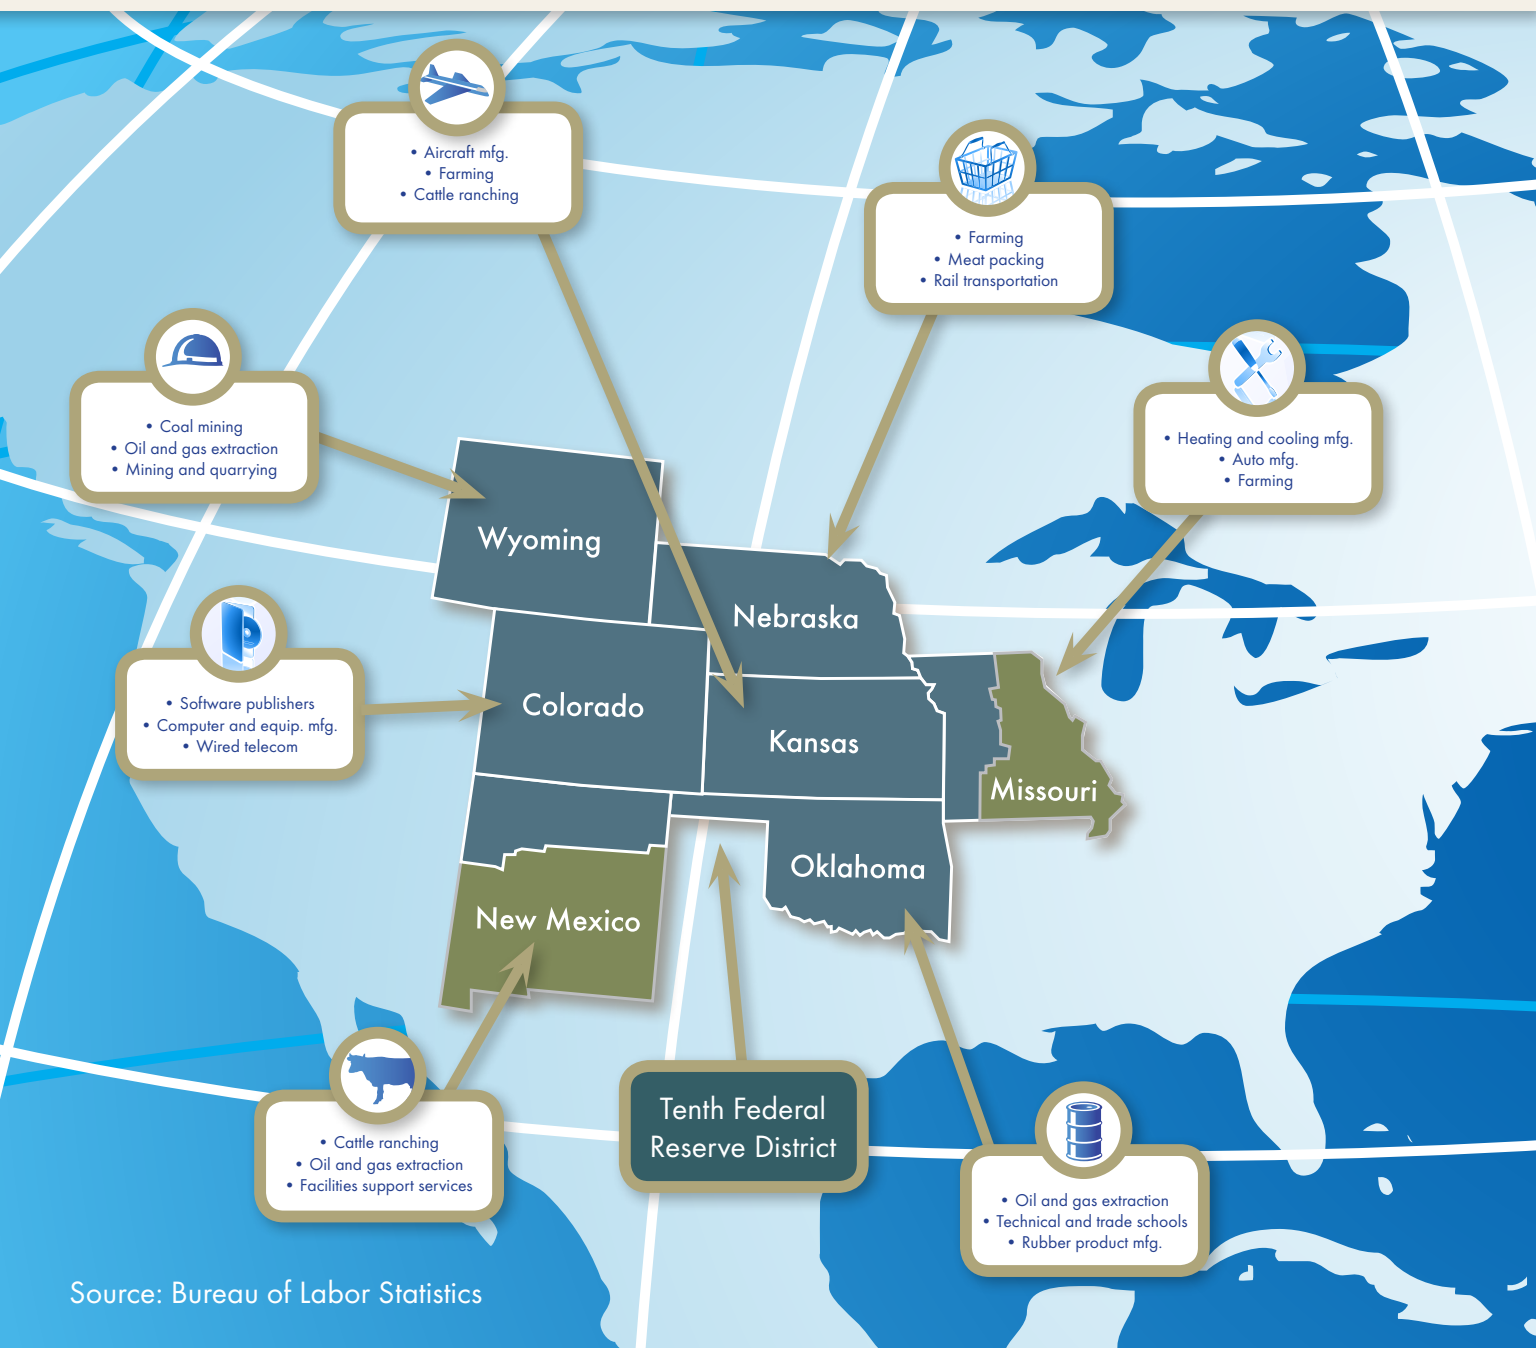 • Aircraft mfg.
• Farming
• Cattle ranching
• Farming
• Meat packing
• Rail transportation
• Coal mining
• Oil and gas extraction
• Mining and quarrying
• Heating and cooling mfg.
• Auto mfg.
• Farming
Wyoming
Nebraska
• Software publishers
• Computer and equip. mfg.
• Wired telecom
Colorado
Kansas
Missouri
Oklahoma
New Mexico
• Cattle ranching
• Oil and gas extraction
• Facilities support services
Tenth Federal
Reserve District
• Oil and gas extraction
• Technical and trade schools
• Rubber product mfg.
Source: Bureau of Labor Statistics